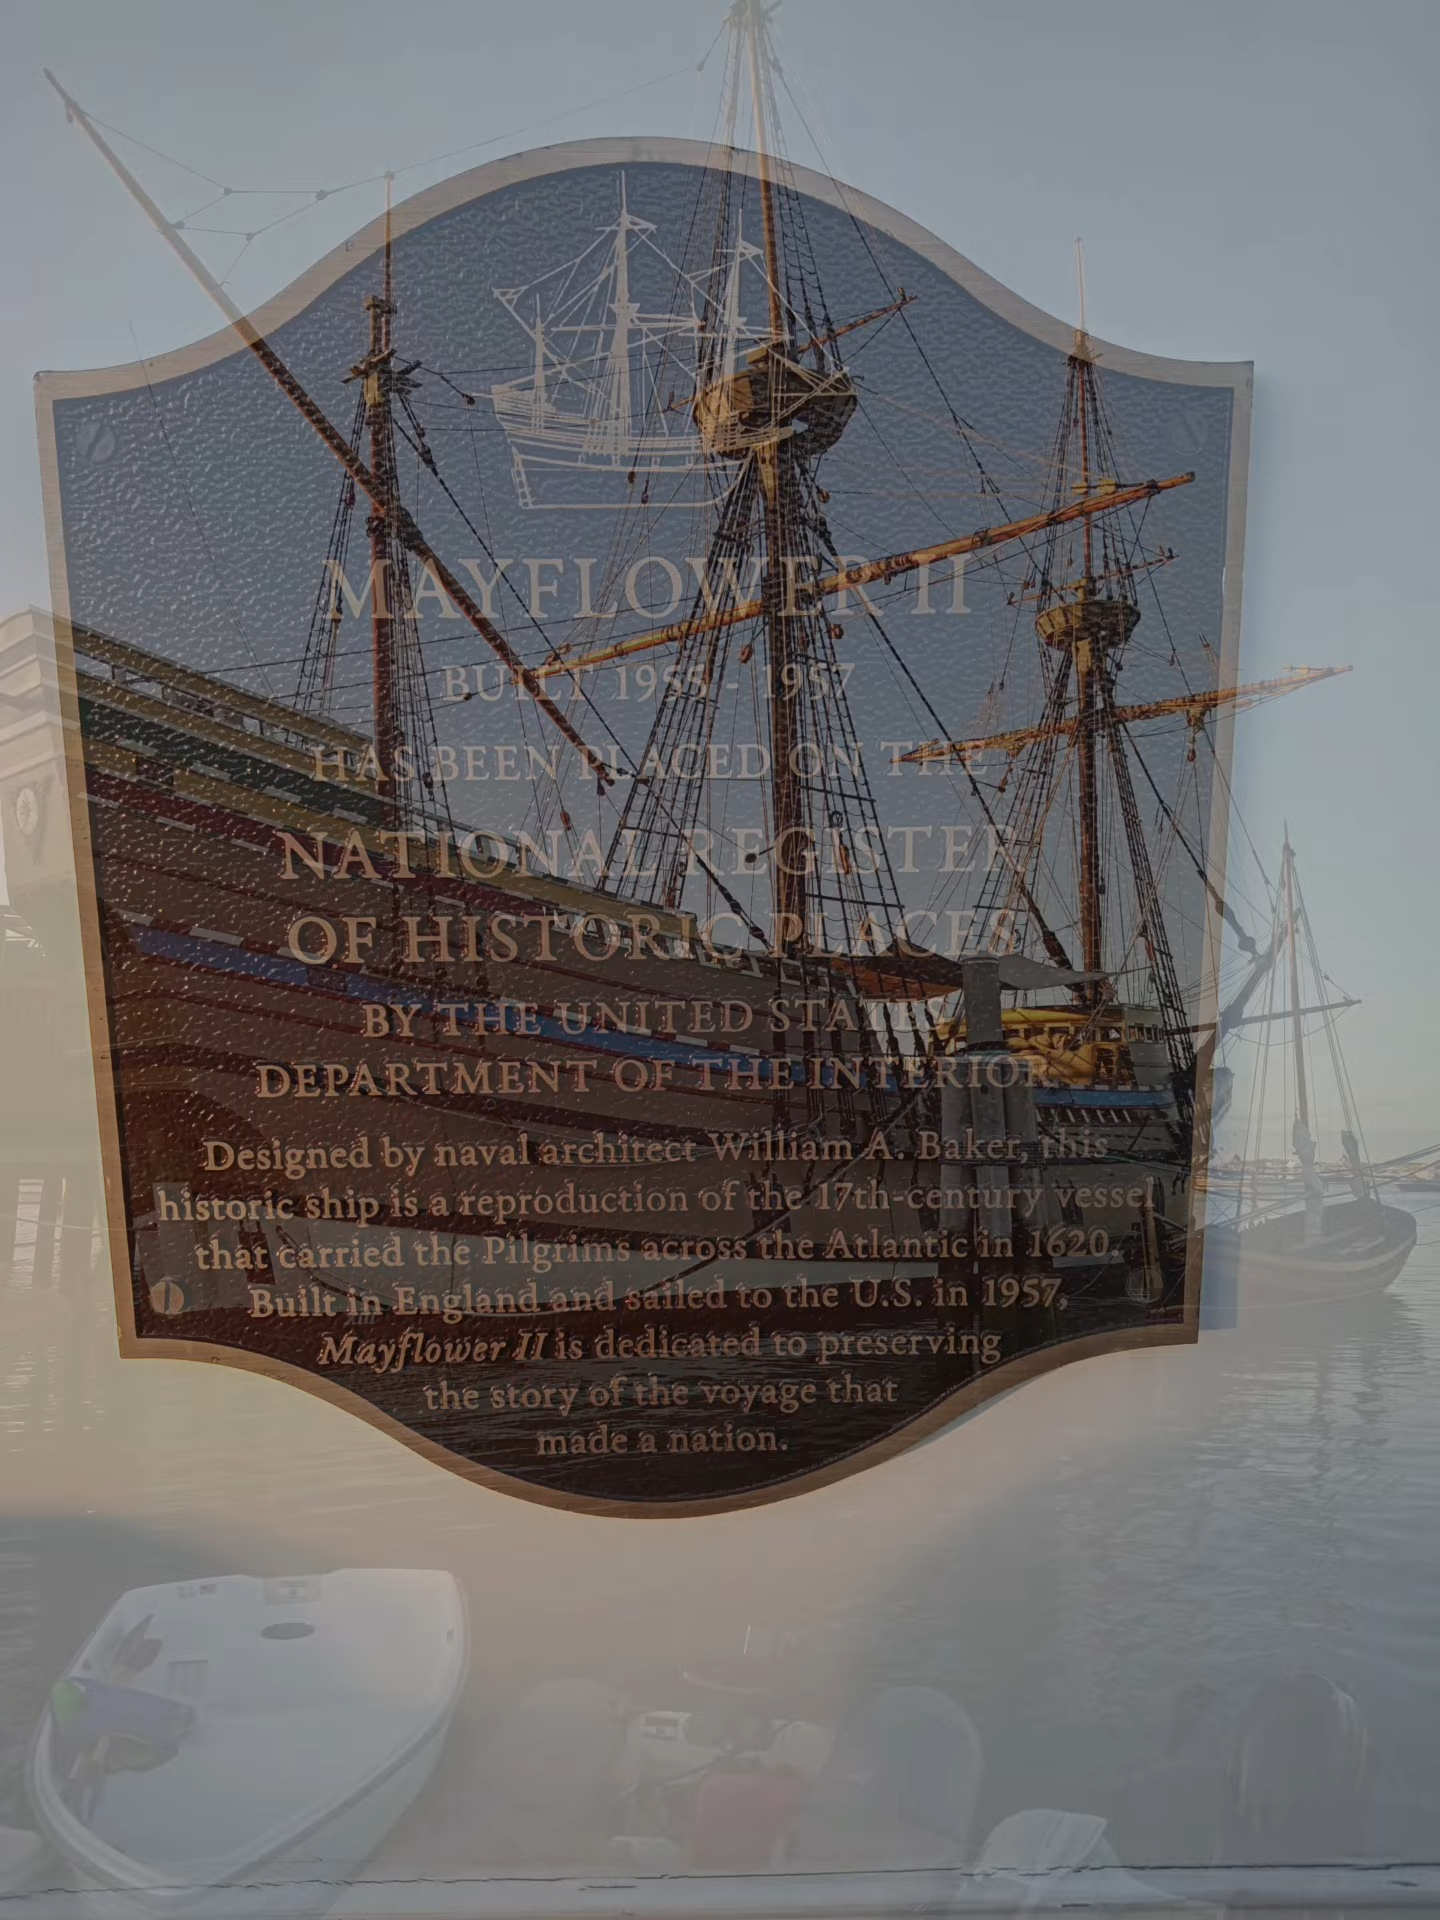 MAYFLOWER II
BUILT 1955 - 1957
HAS BEEN PLACED ON THE
NATIONAL REGISTER
OF HISTORIC PLACES
BY THE UNITED STATES
DEPARTMENT OF THE INTERIOR
Designed by naval architect William A. Baker, this
historic ship is a reproduction of the 17th-century vessel
that carried the Pilgrims across the Atlantic in 1620.
Built in England and sailed to the U.S. in 1957,
Mayflower II is dedicated to preserving
the story of the voyage that
made a nation.